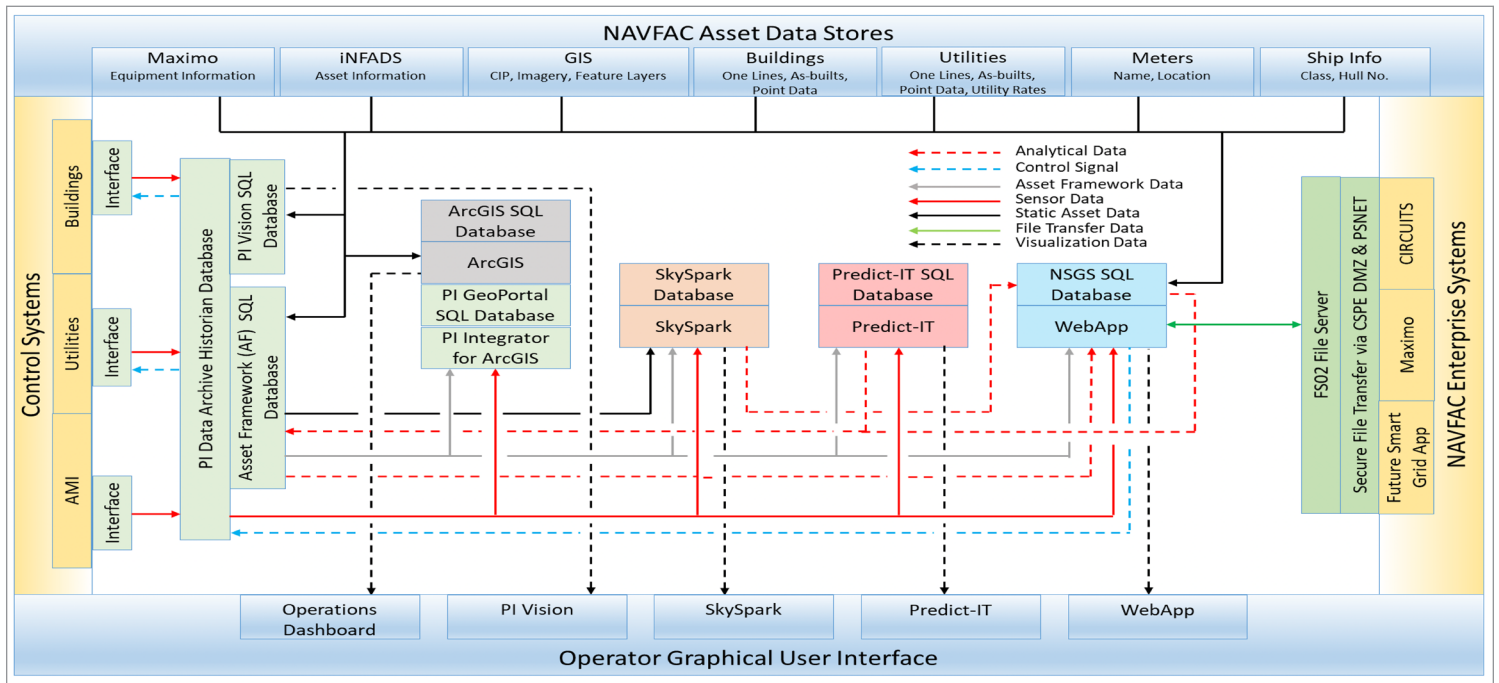 NAVFAC Asset Data Stores
Maximo
Equipment Information
iNFADS
Asset Information
GIS
CIP, Imagery, Feature Layers
Buildings
One Lines, As-builts,
Point Data
Utilities
One Lines, As-builts,
Point Data, Utility Rates
Meters
Name, Location
Ship Info
Class, Hull No.
Control Systems
Buildings
Utilities
AMI
Interface
Interface
Interface
PI Data Archive Historian Database
PI Vision SQL
Database
Asset Framework (AF) SQL
Database
ArcGIS SQL
Database
ArcGIS
PI GeoPortal
SQL Database
PI Integrator
for ArcGIS
SkySpark
Database
SkySpark
Predict-IT SQL
Database
Predict-IT
NSGS SQL
Database
WebApp
Analytical Data
Control Signal
Asset Framework Data
Sensor Data
Static Asset Data
File Transfer Data
Visualization Data
FS02 File Server
Secure File Transfer via CSPE DMZ & PSNET
CIRCUITS
Maximo
Future Smart
Grid App
NAVFAC Enterprise Systems
Operations
Dashboard
PI Vision
SkySpark
Predict-IT
WebApp
Operator Graphical User Interface